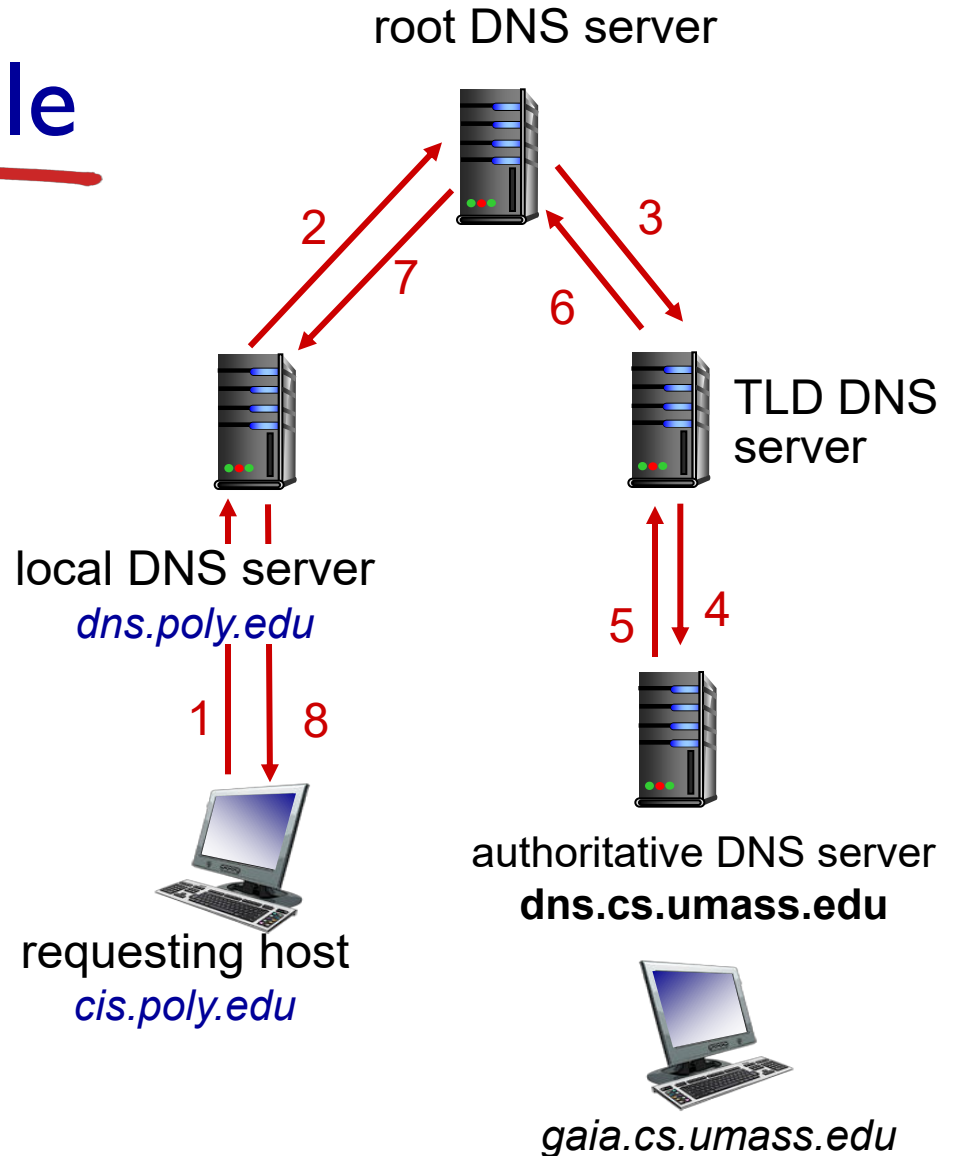 root DNS server
le
2
3
7
6
TLD DNS
server
local DNS server
dns.poly.edu
5
4
1
8
authoritative DNS server
dns.cs.umass.edu
requesting host
cis.poly.edu
gaia.cs.umass.edu